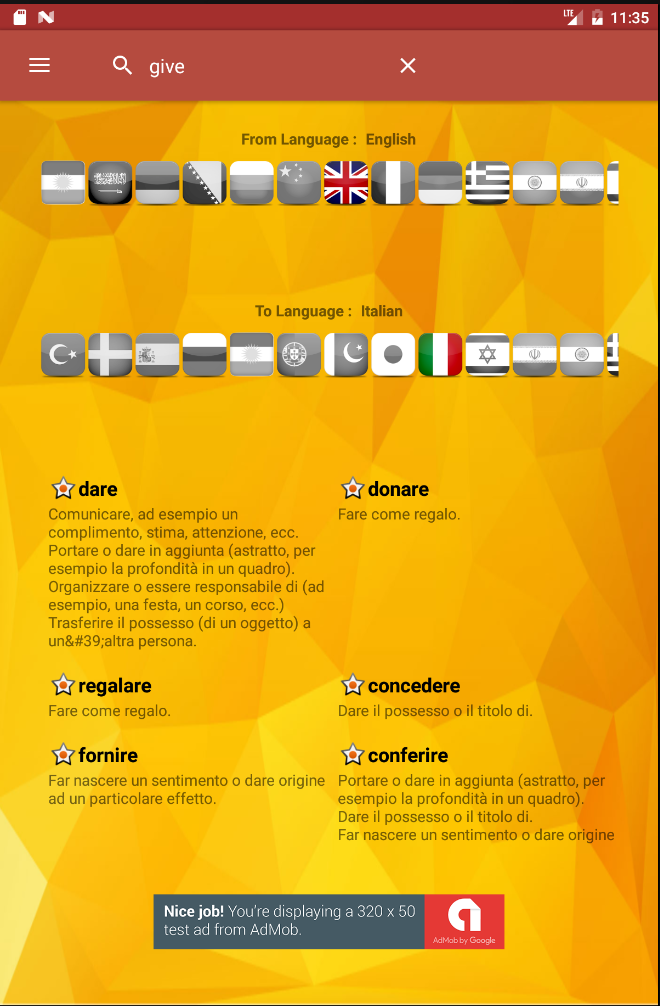 LTE 11:35
give
From Language : English
To Language : Italian
dare
Comunicare, ad esempio un
complimento, stima, attenzione, ecc.
Portare o dare in aggiunta (astratto, per
esempio la profondità in un quadro).
Organizzare o essere responsabile di (ad
esempio, una festa, un corso, ecc.)
Trasferire il possesso (di un oggetto) a
un&#39;altra persona.
donare
Fare come regalo.
regalare
Fare come regalo.
concedere
Dare il possesso o il titolo di.
fornire
Far nascere un sentimento o dare origine
ad un particolare effetto.
conferire
Portare o dare in aggiunta (astratto, per
esempio la profondità in un quadro).
Dare il possesso o il titolo di.
Far nascere un sentimento o dare origine
Nice job! You're displaying a 320 x 50
test ad from AdMob.
AdMob by Google